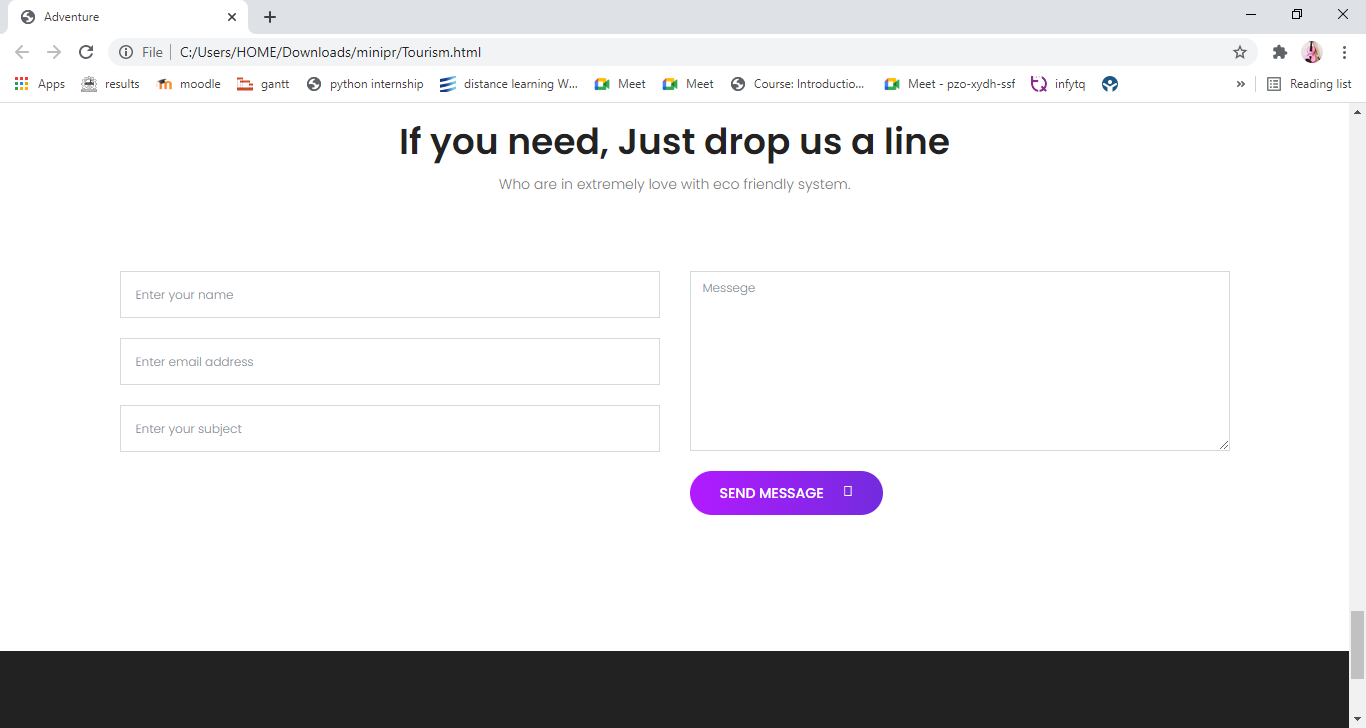 Adventure
File C:/Users/HOME/Downloads/minipr/Tourism.html
Apps results moodle gantt python internship distance learning W... Meet Meet Course: Introductio... Meet - pzo-xydh-ssf infytq » Reading list
If you need, Just drop us a line
Who are in extremely love with eco friendly system.
Enter your name
Messege
Enter email address
Enter your subject
SEND MESSAGE